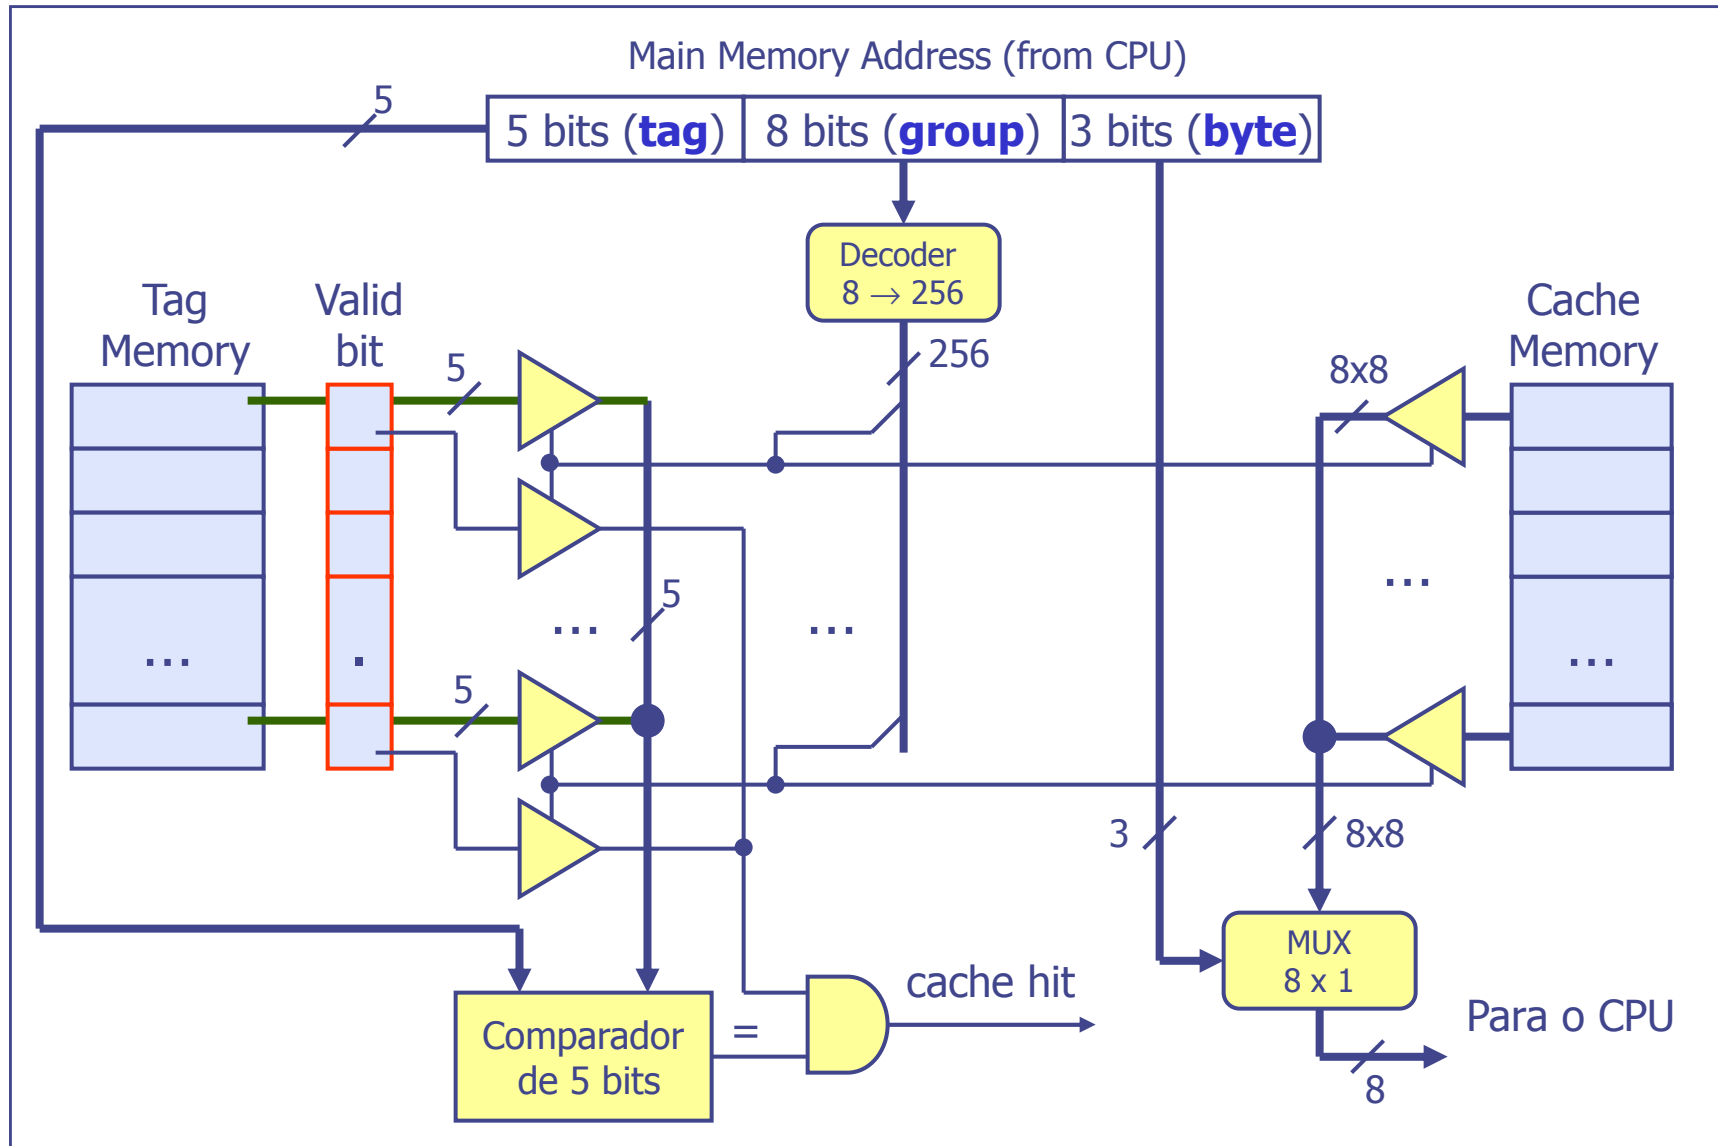 Main Memory Address (from CPU)
5
5 bits (tag) 8 bits (group) 3 bits (byte)
Decoder
8 → 256
Tag
Memory
Valid
bit
Cache
Memory
256
5
8x8
...
5
... ...
... . ...
5
3
8x8
MUX
8 x 1
cache hit
Para o CPU
Comparador
de 5 bits
=
8